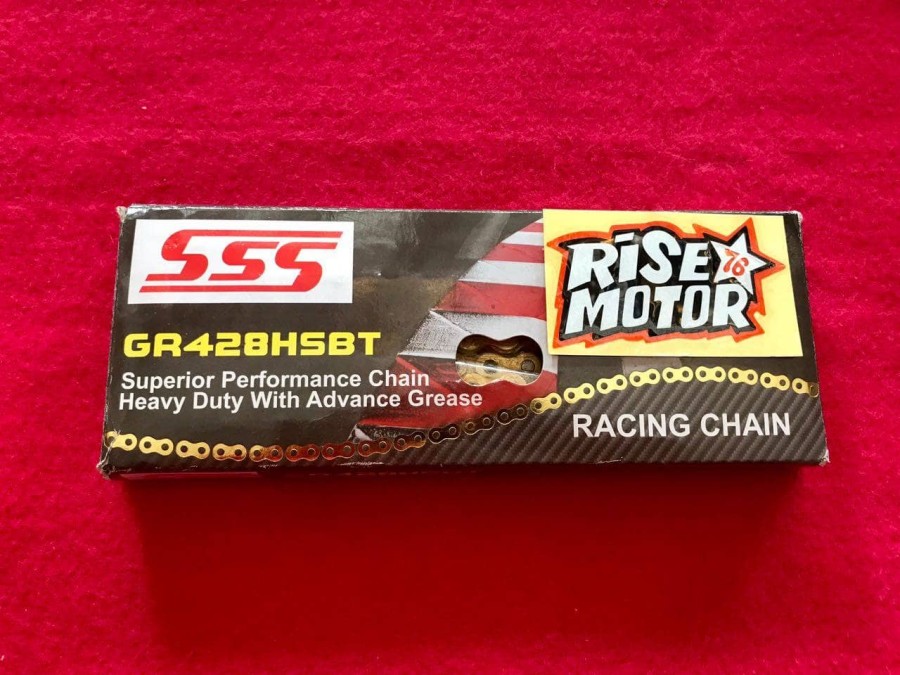 SSS
GR428HSBT
Superior Performance Chain
Heavy Duty With Advance Grease
RiSE 76
MOTOR
RACING CHAIN